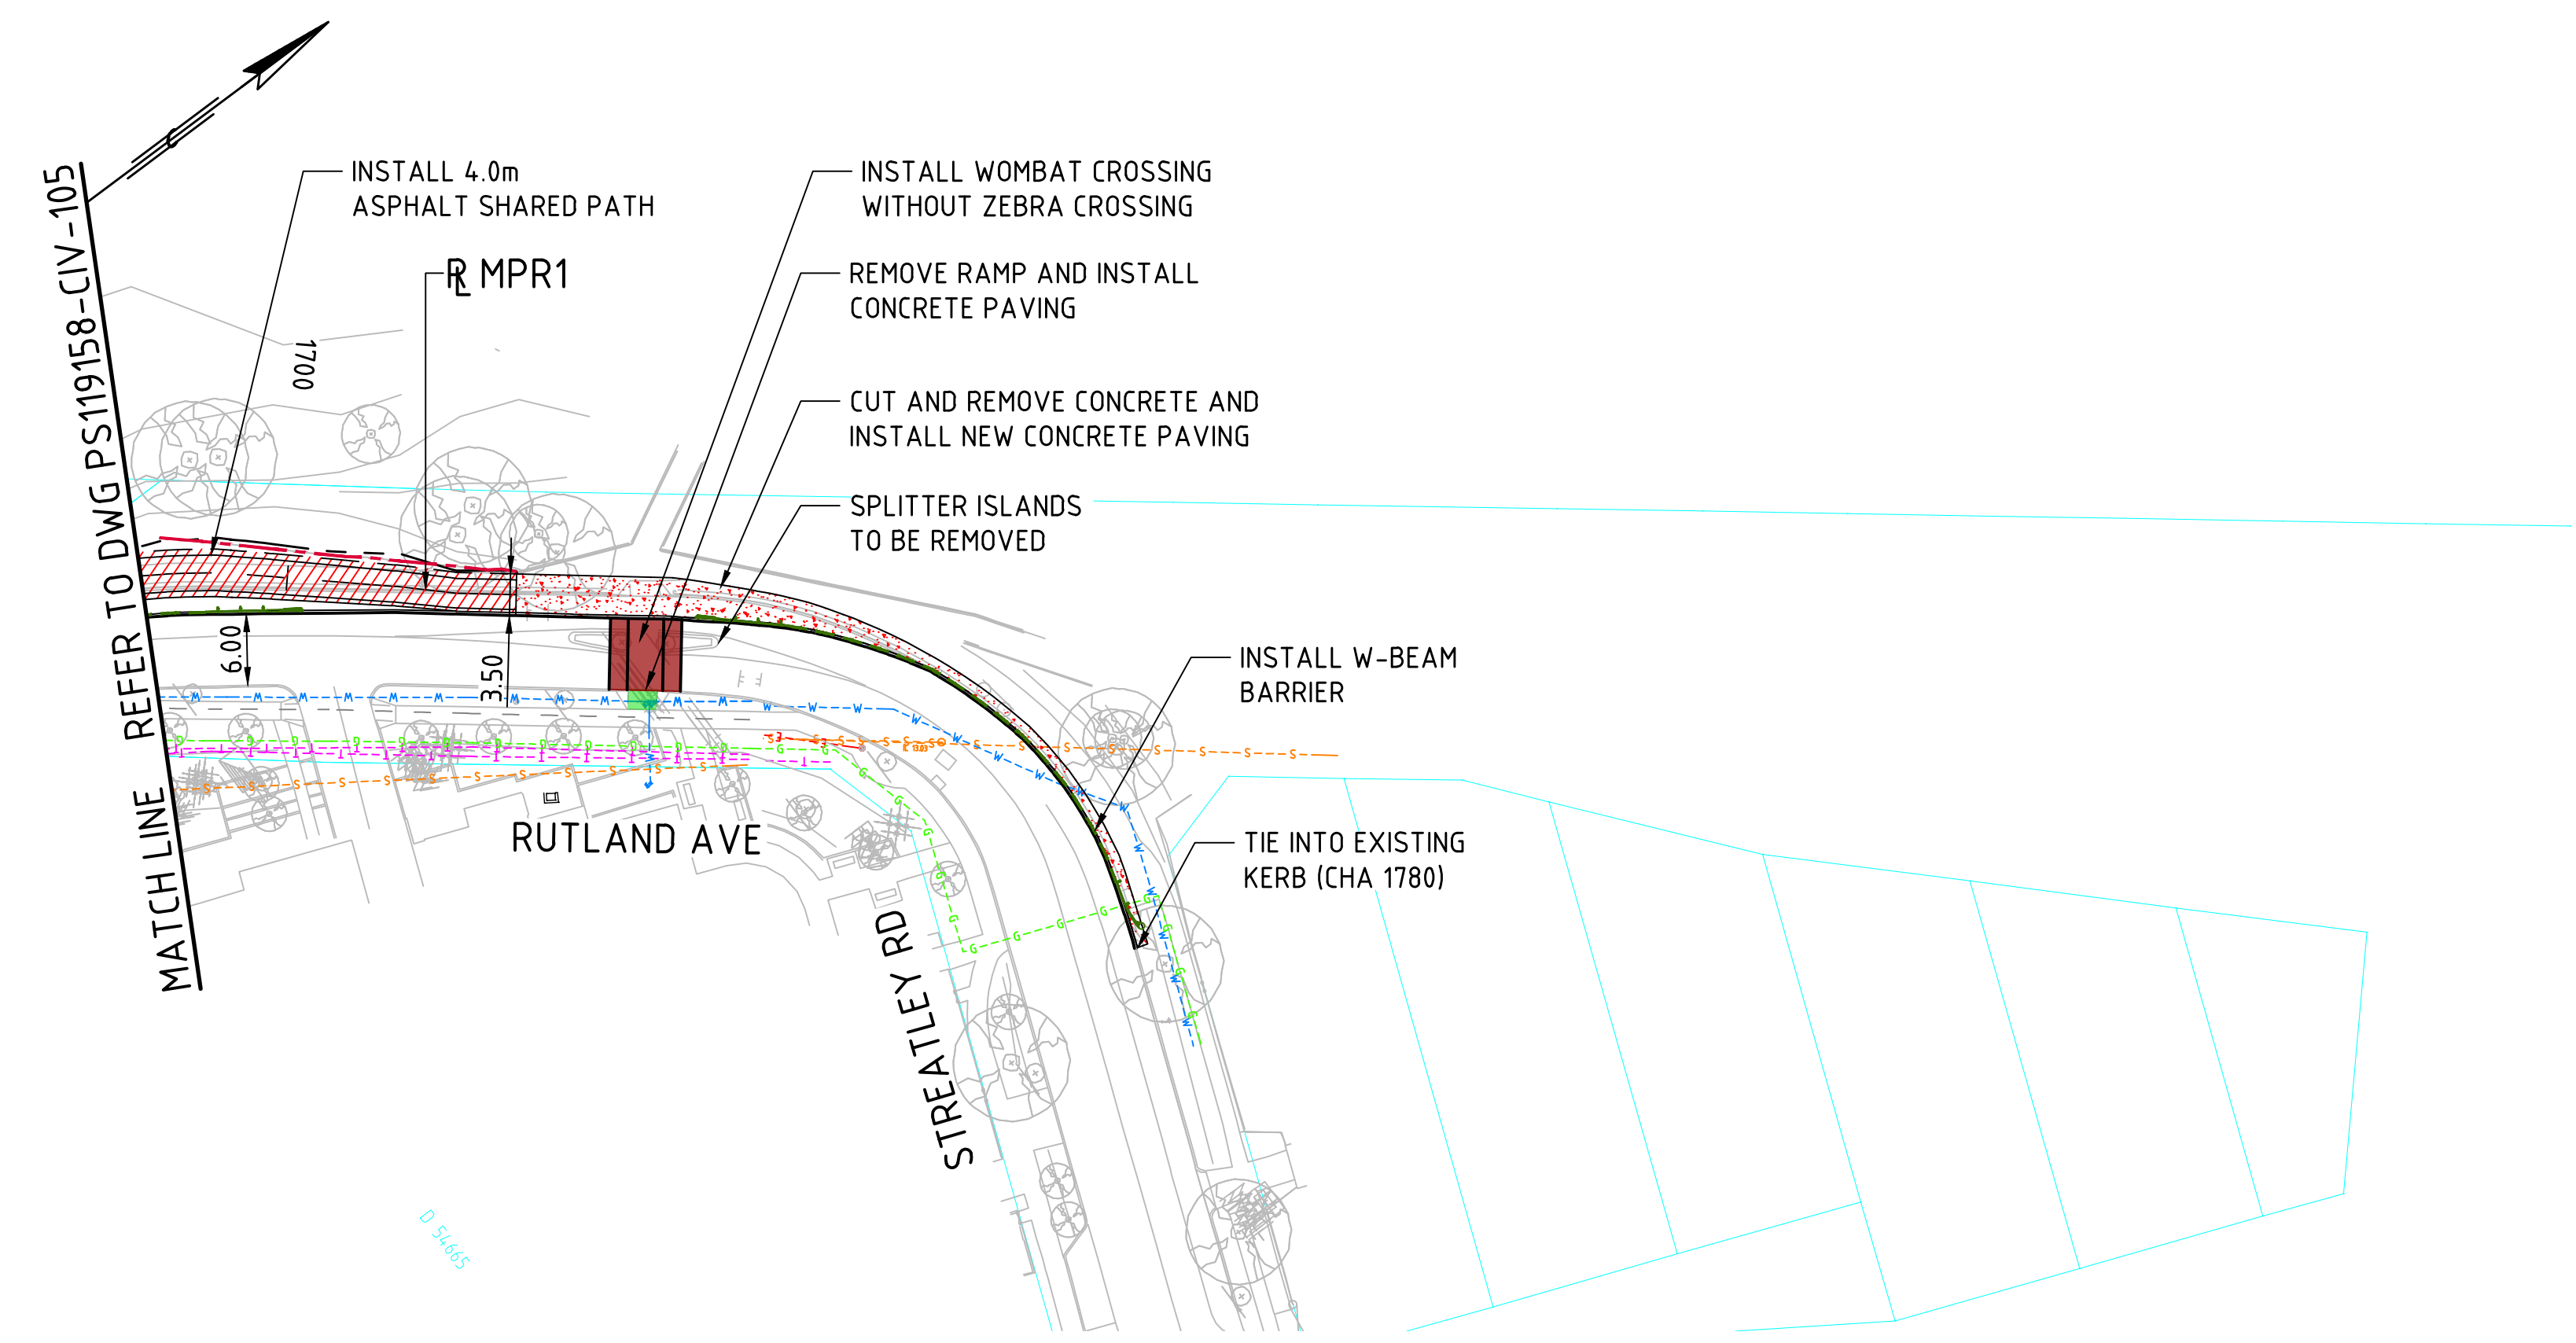 INSTALL 4.0m
ASPHALT SHARED PATH
INSTALL WOMBAT CROSSING
WITHOUT ZEBRA CROSSING
RL MPR1
REMOVE RAMP AND INSTALL
CONCRETE PAVING
1700
CUT AND REMOVE CONCRETE AND
INSTALL NEW CONCRETE PAVING
SPLITTER ISLANDS
TO BE REMOVED
6.00
3.50
INSTALL W-BEAM
BARRIER
RUTLAND AVE
TIE INTO EXISTING
KERB (CHA 1780)
STREATLEY RD
MATCH LINE REFER TO DWG PS119158-CIV-105
D 54665